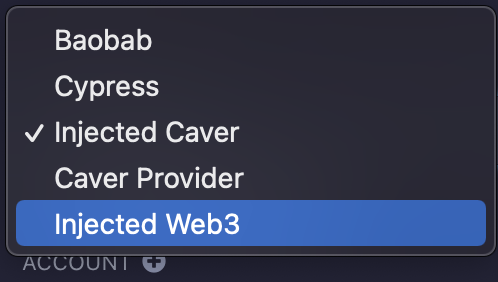 Baobab
Cypress
✓ Injected Caver
Caver Provider
Injected Web3
ACCOUNT